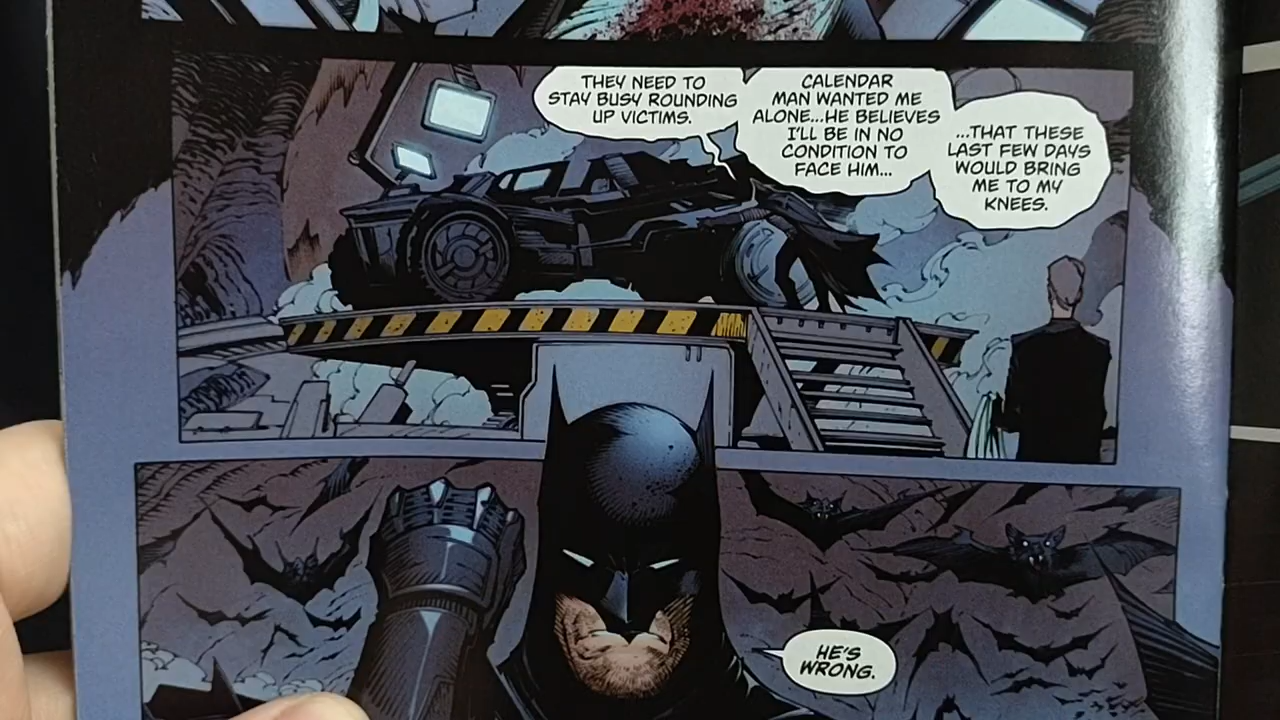 THEY NEED TO
STAY BUSY ROUNDING
UP VICTIMS.
CALENDAR
MAN WANTED ME
ALONE...HE BELIEVES
I'LL BE IN NO
CONDITION TO
FACE HIM...
...THAT THESE
LAST FEW DAYS
WOULD BRING
ME TO MY
KNEES.
HE'S
WRONG.